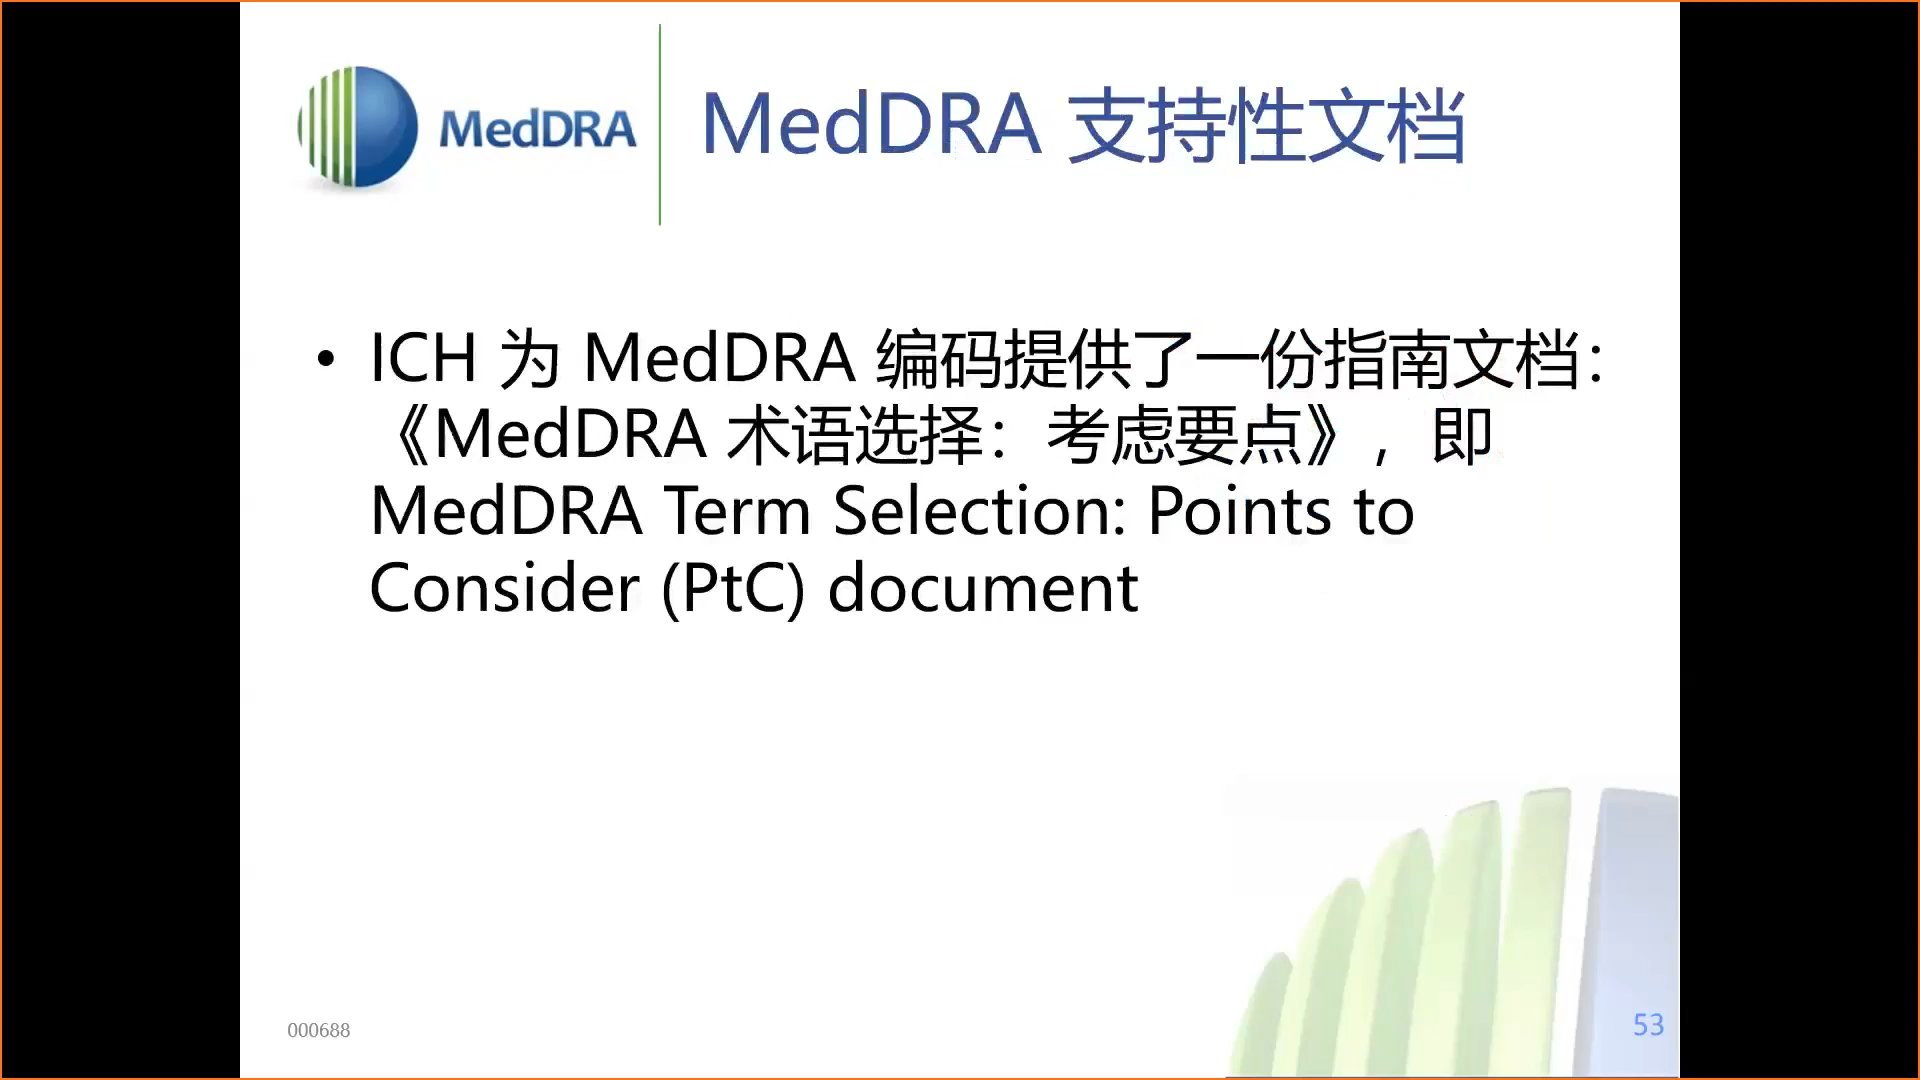 MedDRA
MedDRA 支持性文档
• ICH 为 MedDRA 编码提供了一份指南文档：
《MedDRA 术语选择：考虑要点》，即
MedDRA Term Selection: Points to
Consider (PtC) document
000688
53